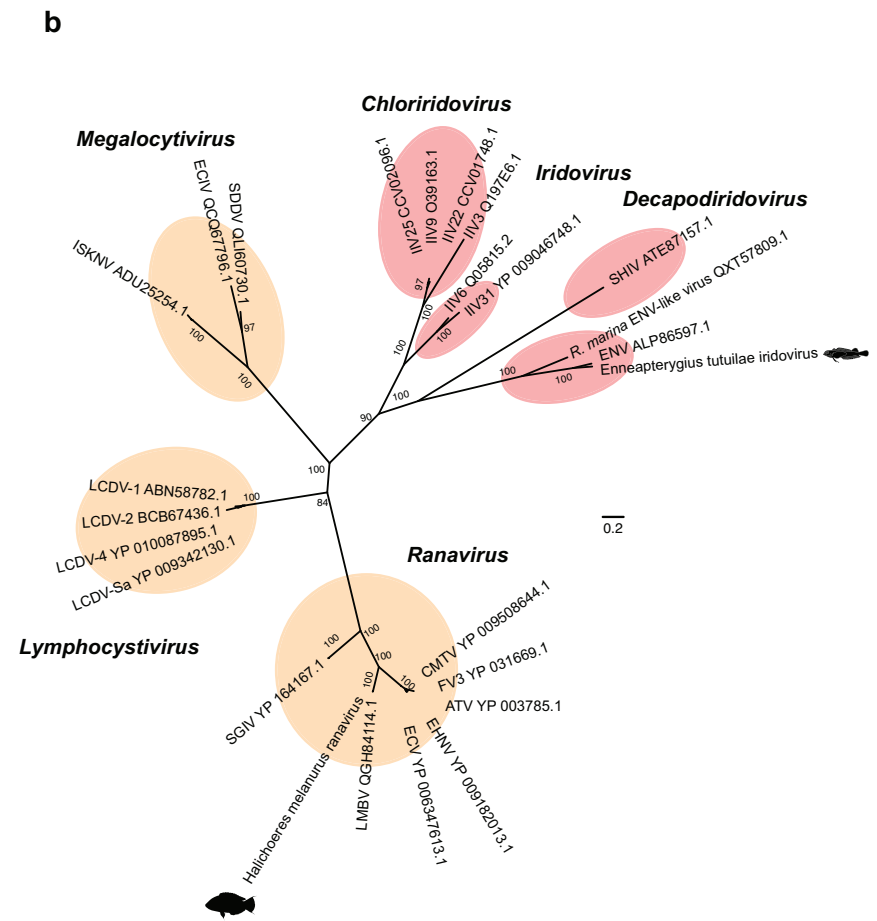 b
Chloriridovirus
Megalocytivirus
Iridovirus
Decapodiridovirus
ISKNV ADU25254.1
ECIV QCQ67796.1
SDDV QLI60730.1
100
97
100
IIV25 CCV02096.1
IIV9 O39163.1
IIV22 CCV01748.1
IIV3 Q197E6.1
97
100
IIV6 Q05815.2
IIV31 YP 009046748.1
100
100
SHIV ATE87157.1
R. marina ENV-like virus QXT57809.1
ENV ALP86597.1
Enneapterygius tutuilae iridovirus
100
100
100
90
100
84
LCDV-1 ABN58782.1
LCDV-2 BCB67436.1
LCDV-4 YP 010087895.1
LCDV-Sa YP 009342130.1
100
0.2
Lymphocystivirus
Ranavirus
100
100
100
100
100
SGIV YP 164167.1
Halichoeres melanurus ranavirus
LMBV QGH84114.1
ECV YP 006347613.1
EHNV YP 009182013.1
ATV YP 003785.1
FV3 YP 031669.1
CMTV YP 009508644.1